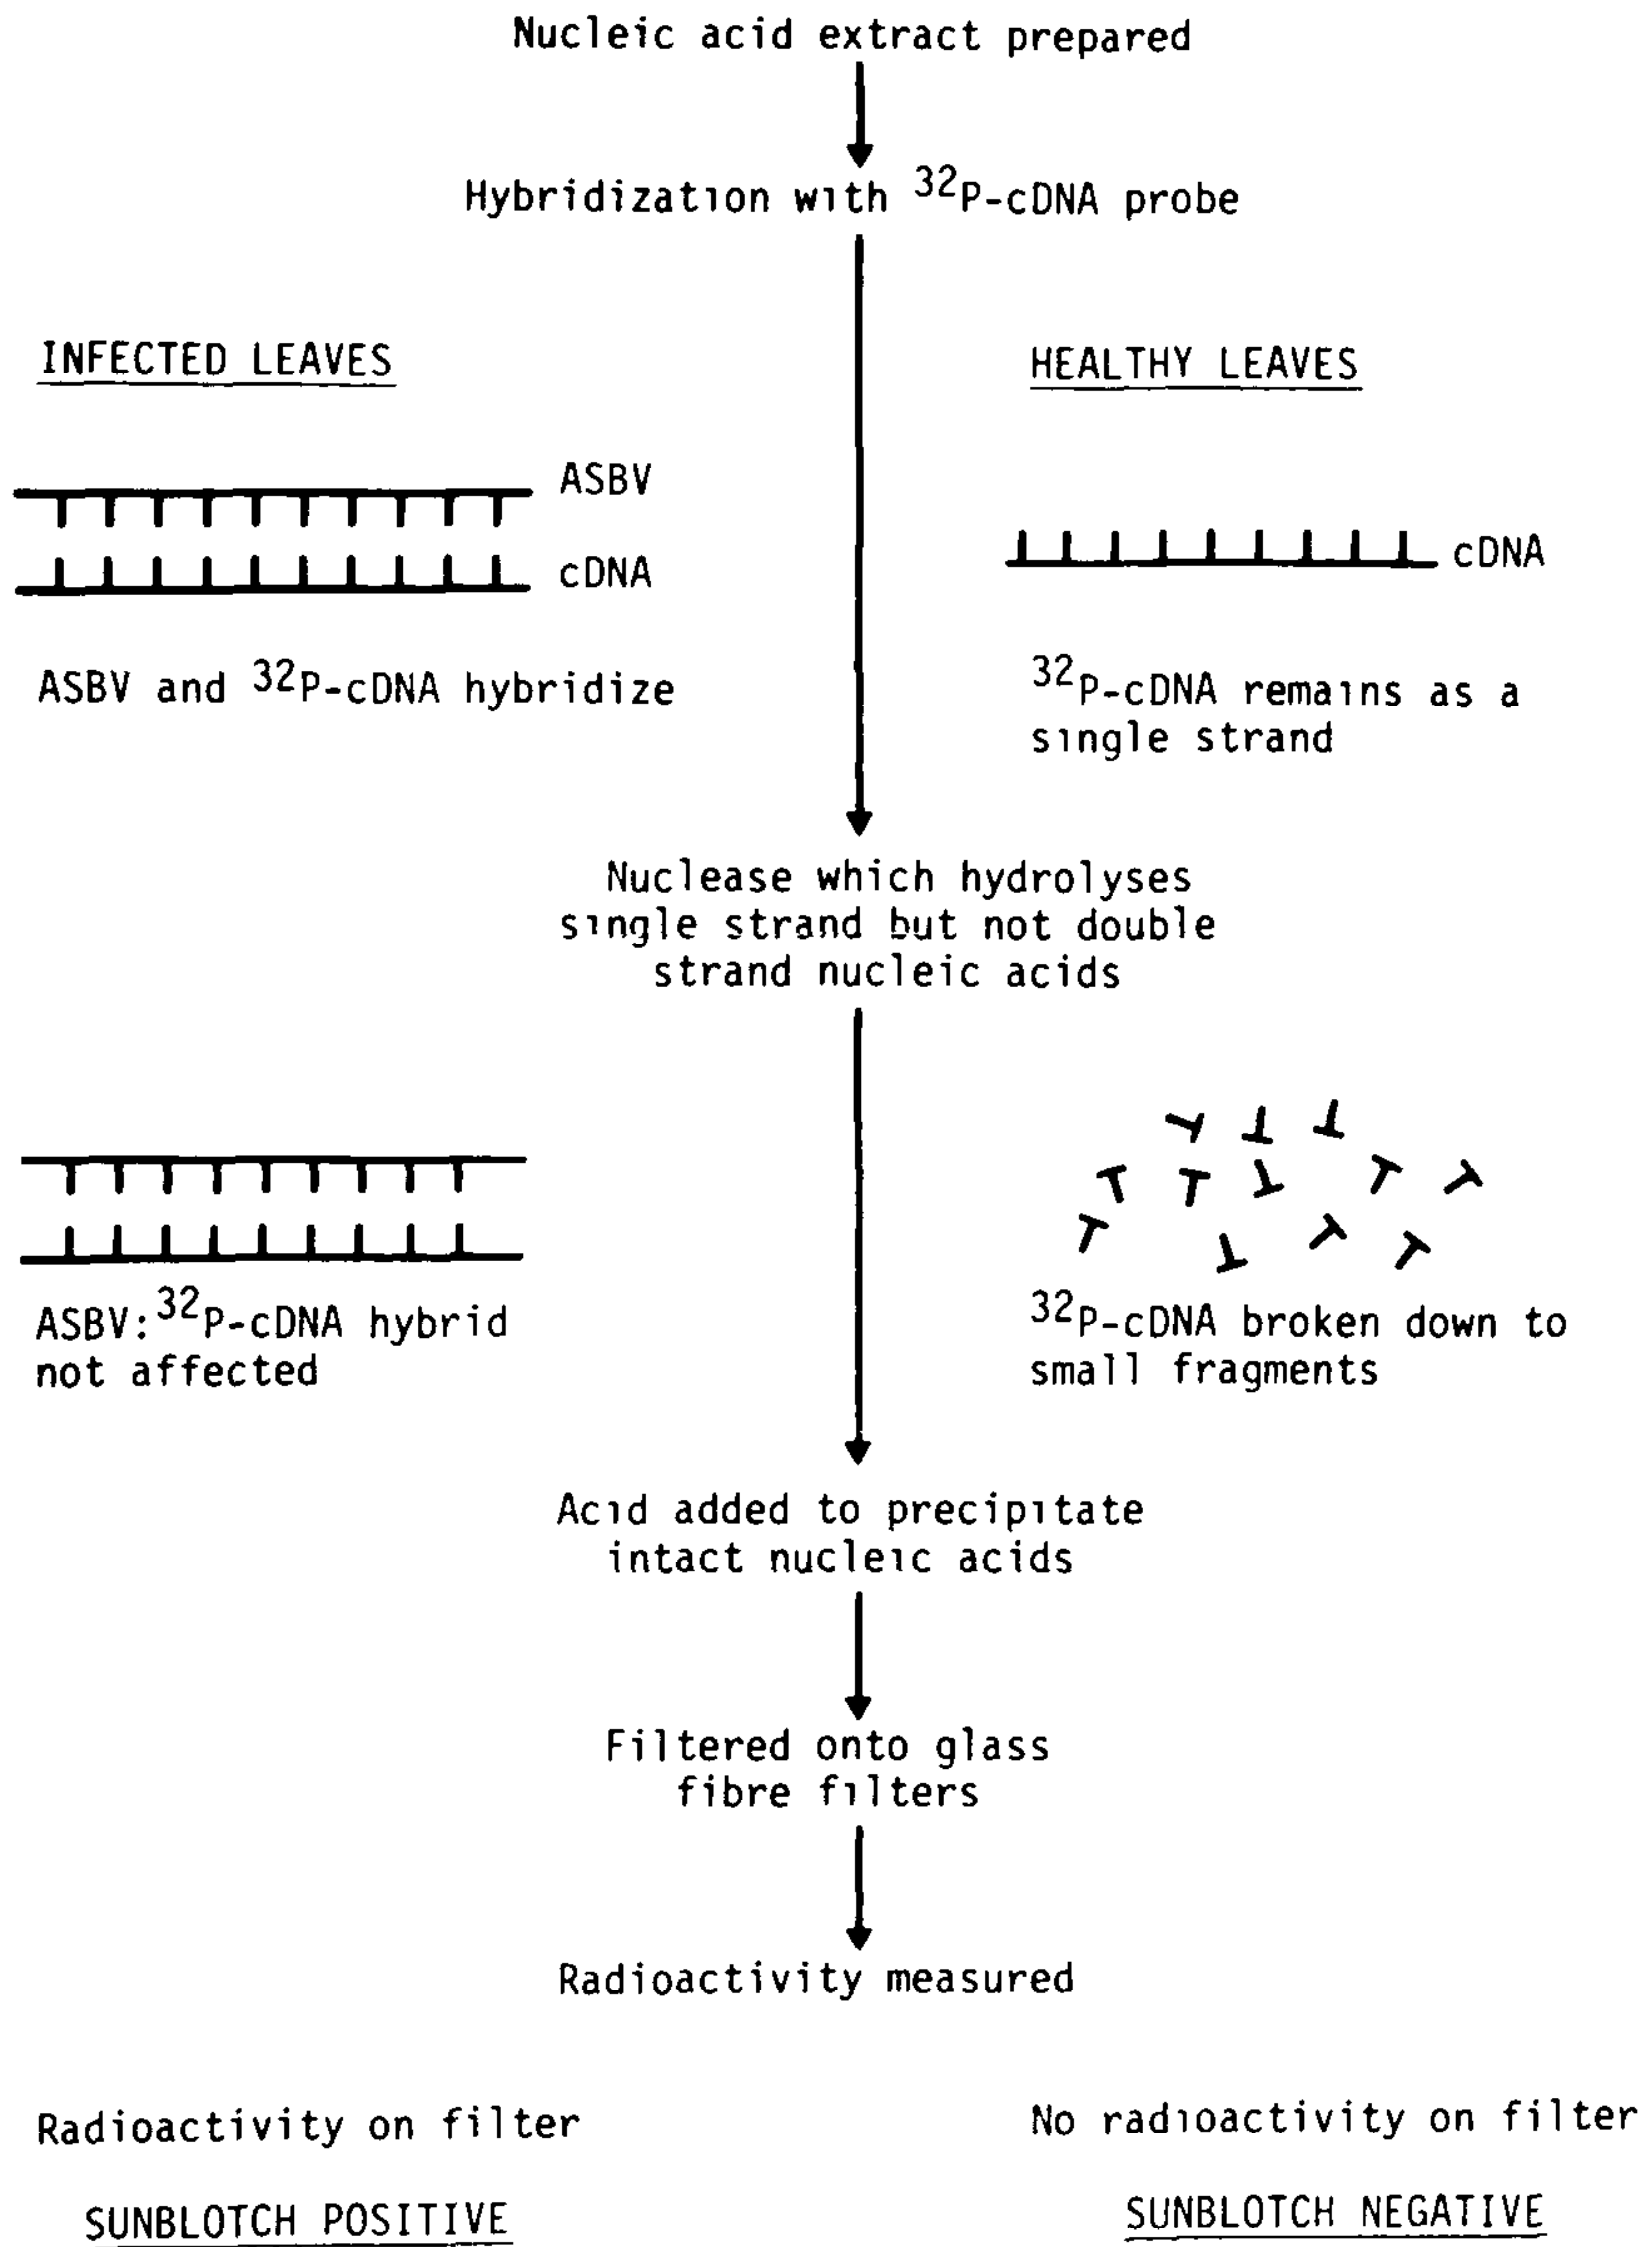 Nucleic acid extract prepared
Hybridization with ³²P-cDNA probe
INFECTED LEAVES
HEALTHY LEAVES
ASBV
cDNA
cDNA
ASBV and ³²P-cDNA hybridize
³²P-cDNA remains as a
single strand
Nuclease which hydrolyses
single strand but not double
strand nucleic acids
ASBV:³²P-cDNA hybrid
not affected
³²P-cDNA broken down to
small fragments
Acid added to precipitate
intact nucleic acids
Filtered onto glass
fibre filters
Radioactivity measured
Radioactivity on filter
No radioactivity on filter
SUNBLOTCH POSITIVE
SUNBLOTCH NEGATIVE